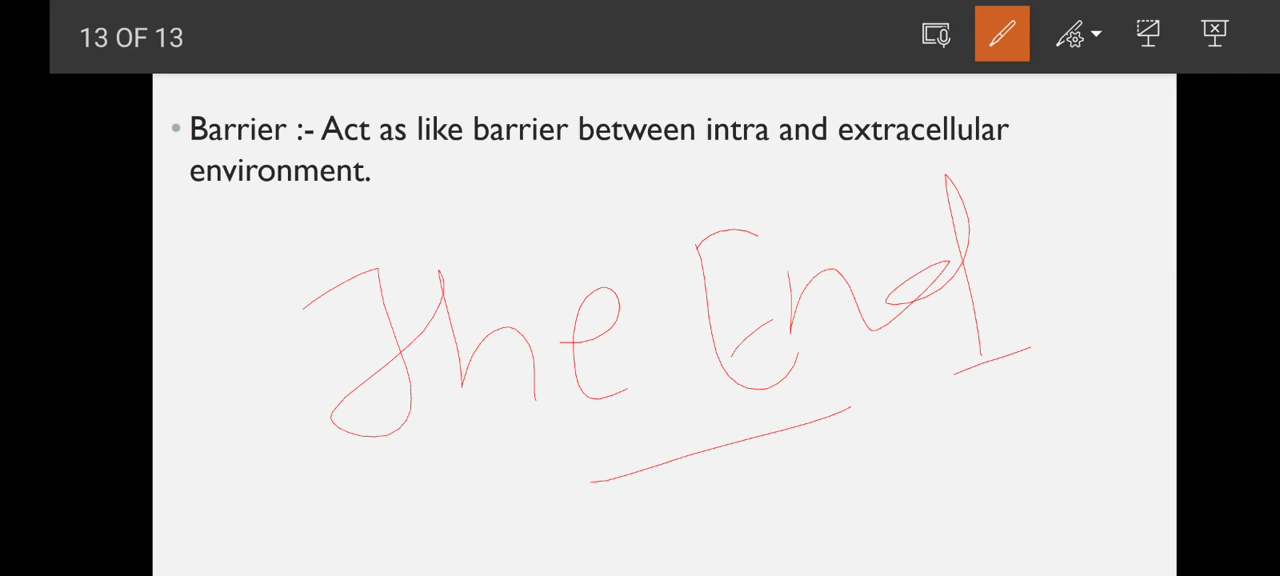 13 OF 13
• Barrier :- Act as like barrier between intra and extracellular
environment.
The End